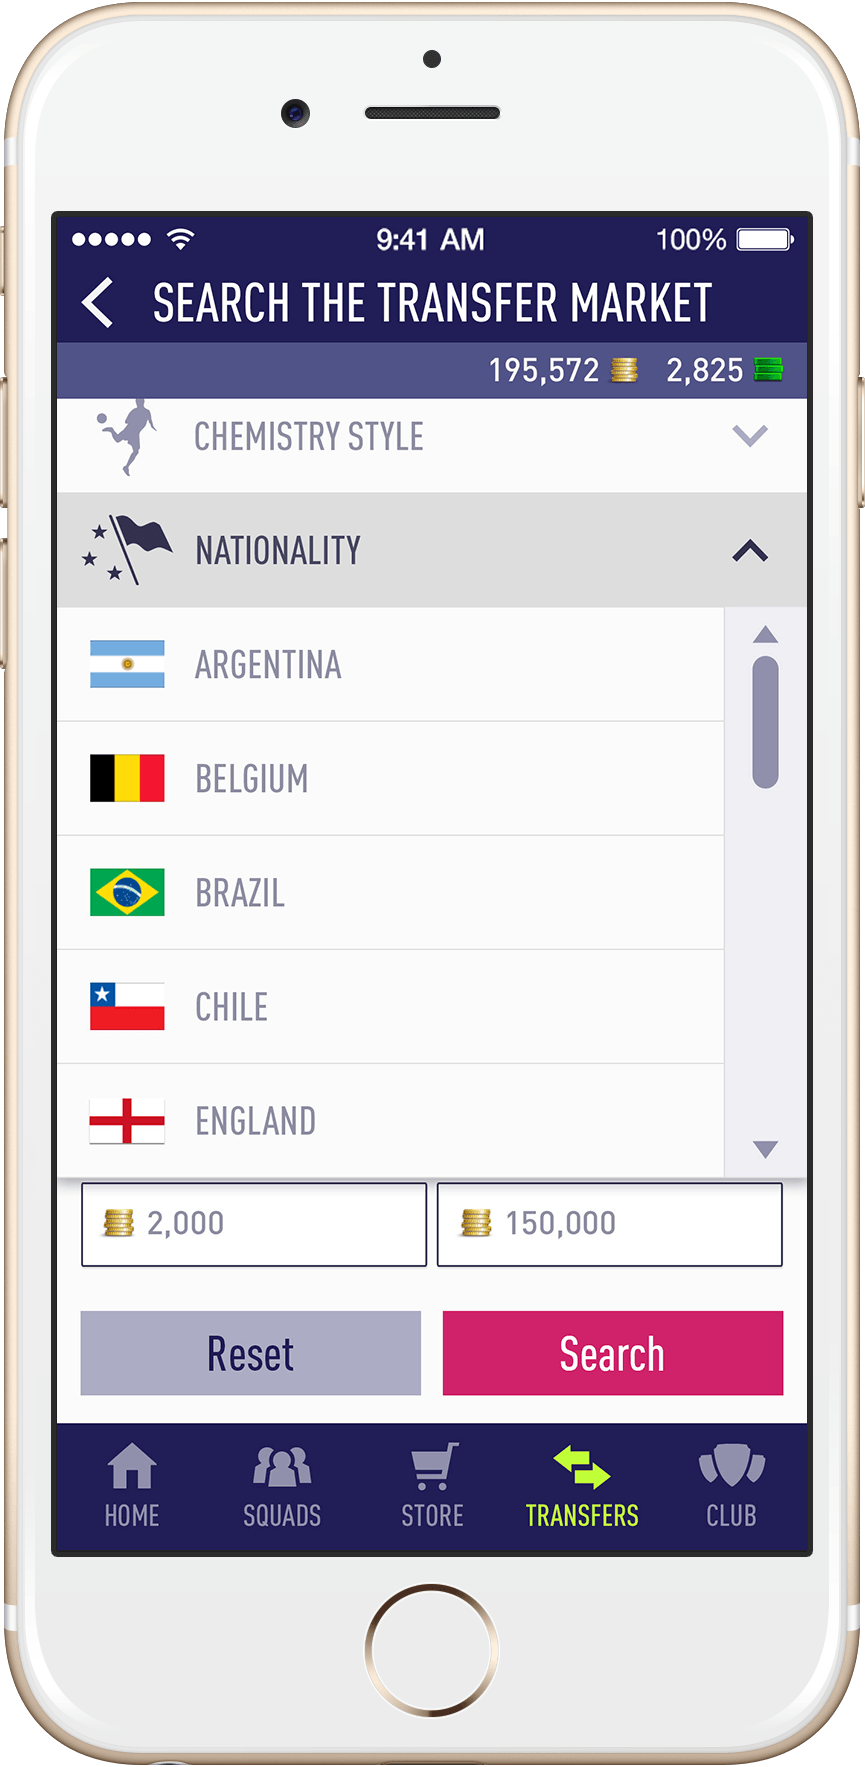 9:41 AM 100%
SEARCH THE TRANSFER MARKET
195,572 2,825
CHEMISTRY STYLE
NATIONALITY
ARGENTINA
BELGIUM
BRAZIL
CHILE
ENGLAND
2,000 150,000
Reset Search
HOME SQUADS STORE TRANSFERS CLUB